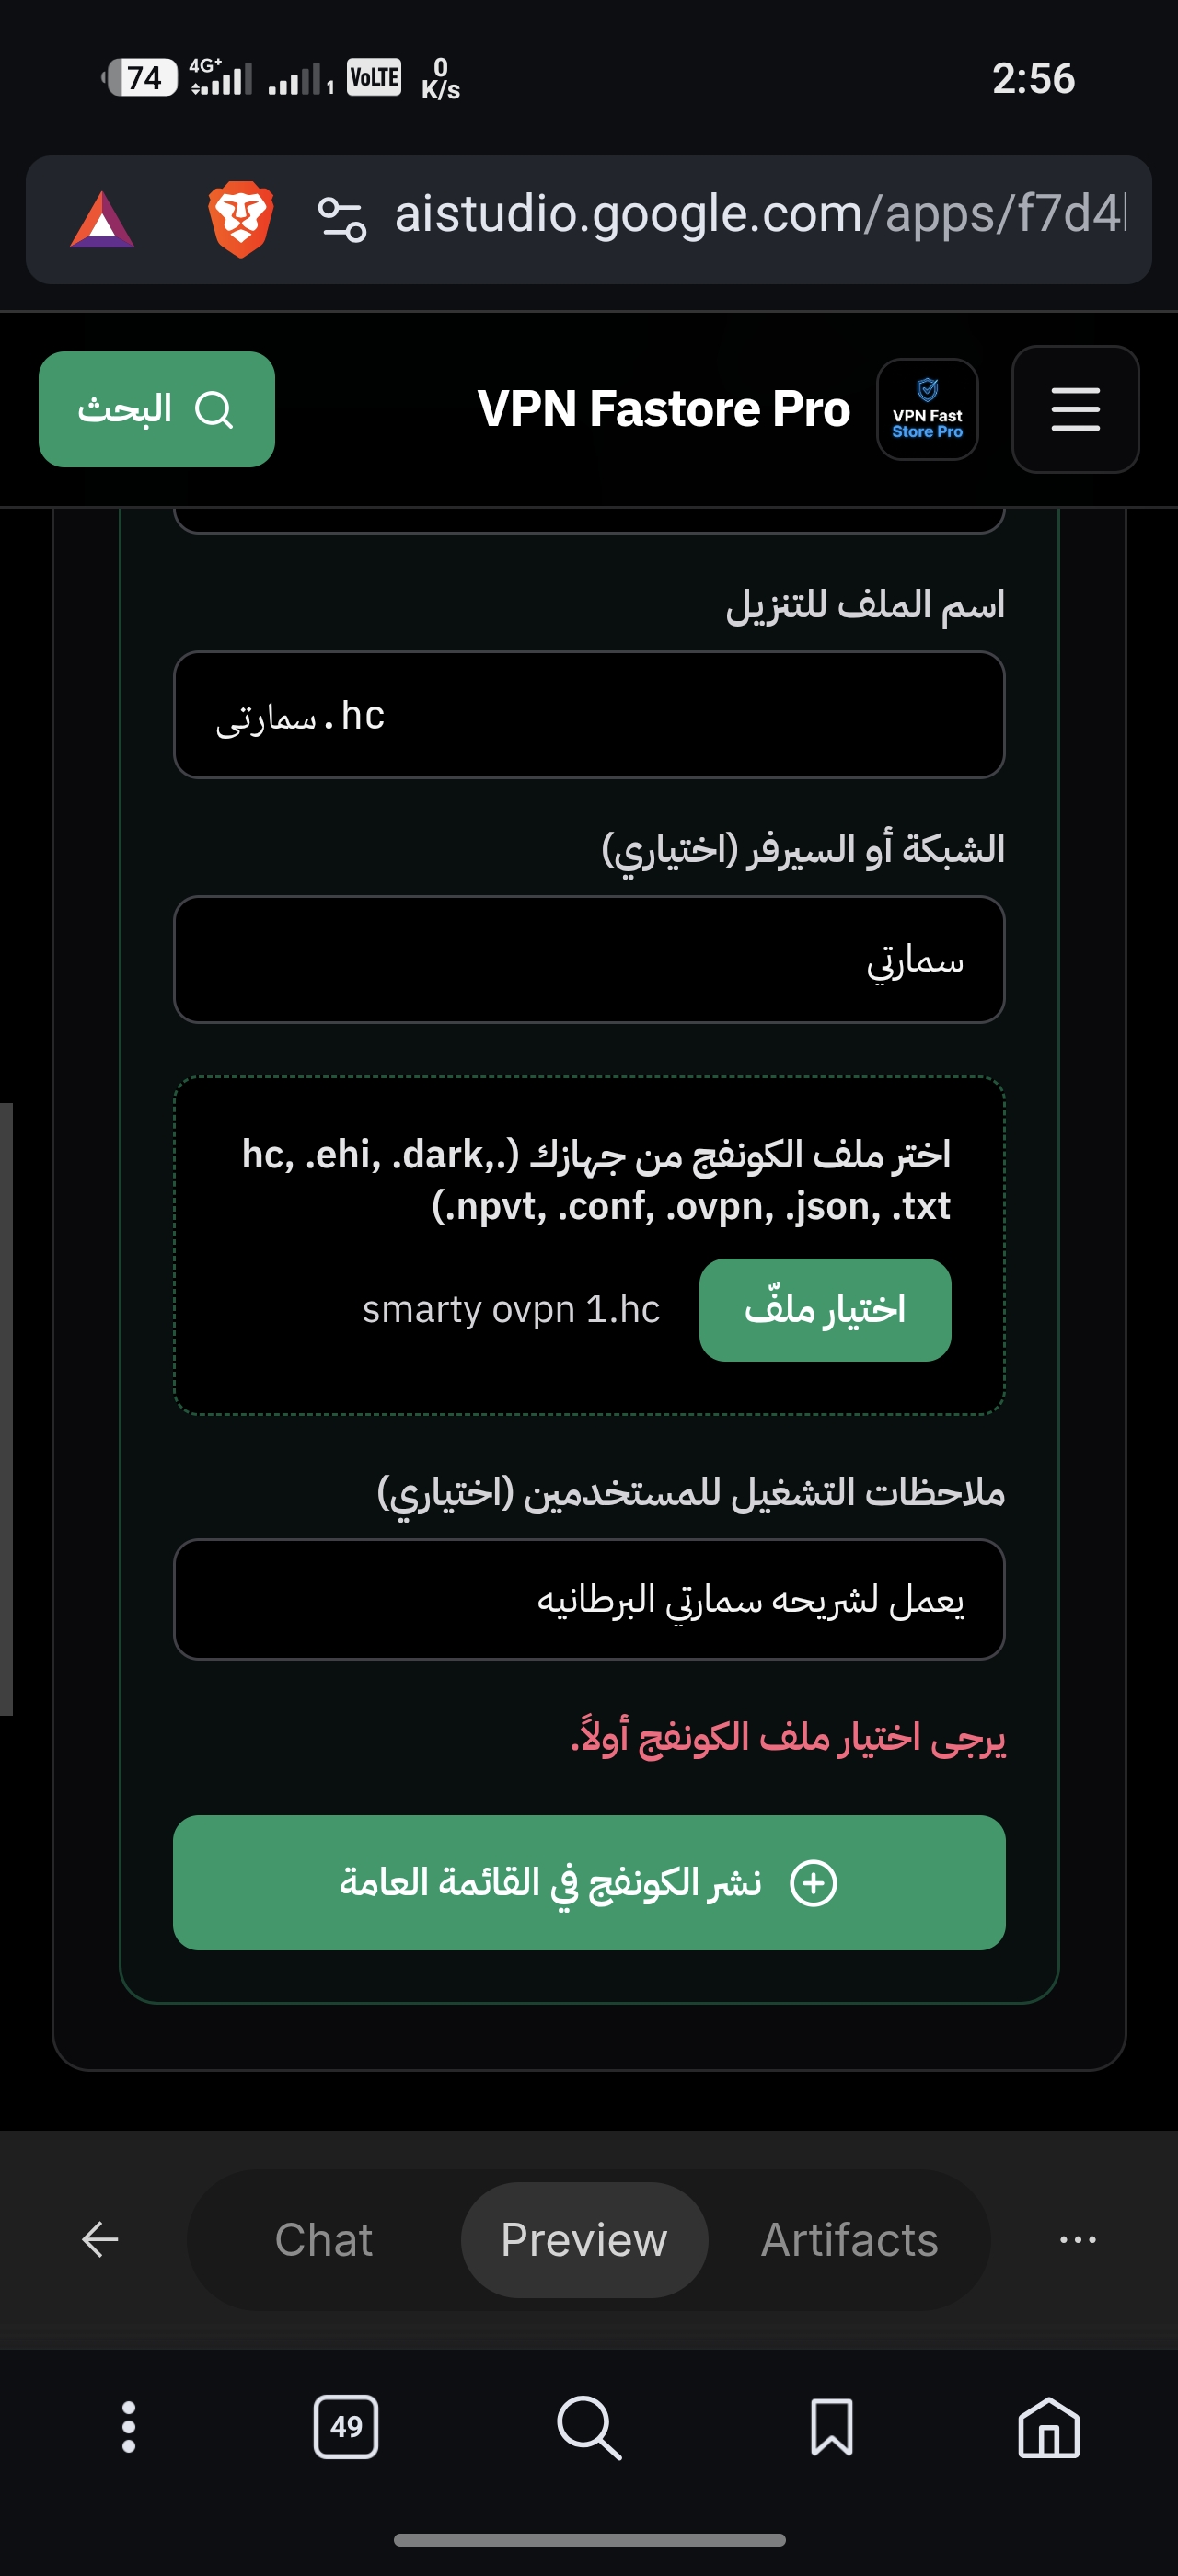 74
4G+
1
VoLTE
0
K/s
2:56
aistudio.google.com/apps/f7d4
VPN Fastore Pro
VPN Fast
Store Pro
البحث
اسم الملف للتنزيل
سمارتى.hc
الشبكة أو السيرفر (اختياري)
سمارتي
اختر ملف الكونفج من جهازك (.hc, .ehi, .dark,
.npvt, .conf, .ovpn, .json, .txt)
اختيار ملفّ
smarty ovpn 1.hc
ملاحظات التشغيل للمستخدمين (اختياري)
يعمل لشريحه سمارتي البرطانيه
يرجى اختيار ملف الكونفج أولاً.
نشر الكونفج في القائمة العامة
Chat
Preview
Artifacts
49